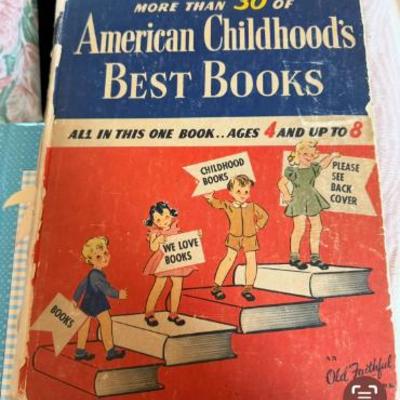 MORE THAN 30 OF
American Childhood's
BEST BOOKS
ALL IN THIS ONE BOOK..AGES 4 AND UP TO 8
CHILDHOOD
BOOKS
PLEASE
SEE
BACK
COVER
WE LOVE
BOOKS
BOOKS
AN
Old Faithful